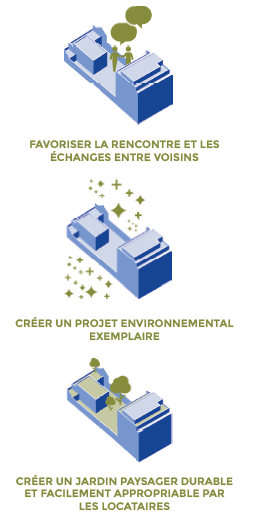 FAVORISER LA RENCONTRE ET LES
ÉCHANGES ENTRE VOISINS
CRÉER UN PROJET ENVIRONNEMENTAL
EXEMPLAIRE
CRÉER UN JARDIN PAYSAGER DURABLE
ET FACILEMENT APPROPRIABLE PAR
LES LOCATAIRES